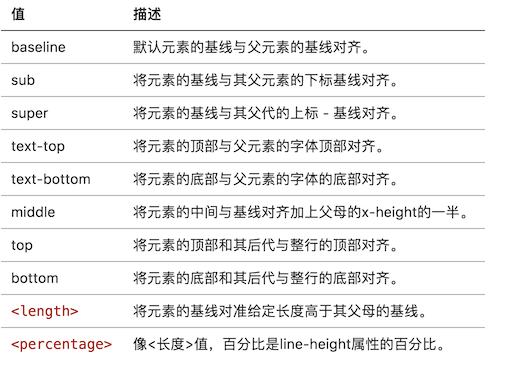 值 描述
baseline 默认元素的基线与父元素的基线对齐。
sub 将元素的基线与其父元素的下标基线对齐。
super 将元素的基线与其父代的上标 - 基线对齐。
text-top 将元素的顶部与父元素的字体顶部对齐。
text-bottom 将元素的底部与父元素的字体的底部对齐。
middle 将元素的中间与基线对齐加上父母的x-height的一半。
top 将元素的顶部和其后代与整行的顶部对齐。
bottom 将元素的底部和其后代与整行的底部对齐。
<length> 将元素的基线对准给定长度高于其父母的基线。
<percentage> 像<长度>值，百分比是line-height属性的百分比。